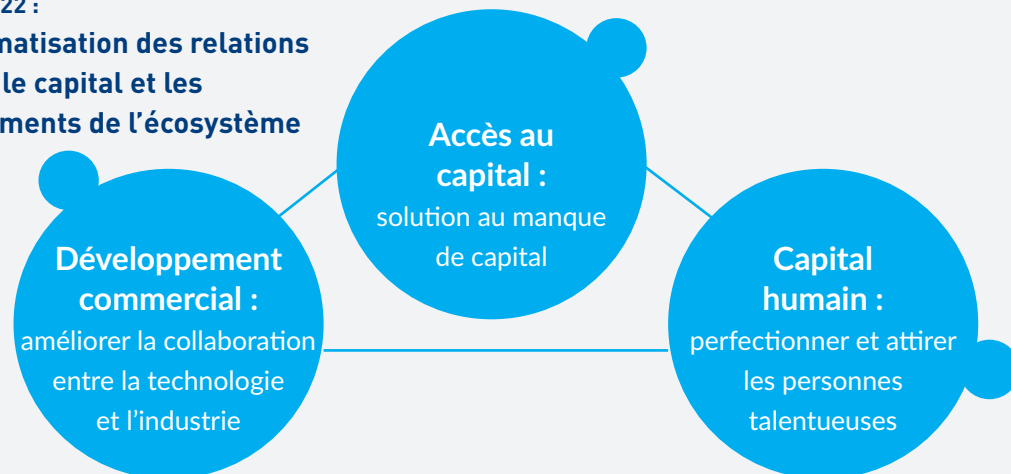 22 :
matisation des relations
le capital et les
ments de l’écosystème
Accès au
capital :
solution au manque
de capital
Développement
commercial :
améliorer la collaboration
entre la technologie
et l’industrie
Capital
humain :
perfectionner et attirer
les personnes
talentueuses